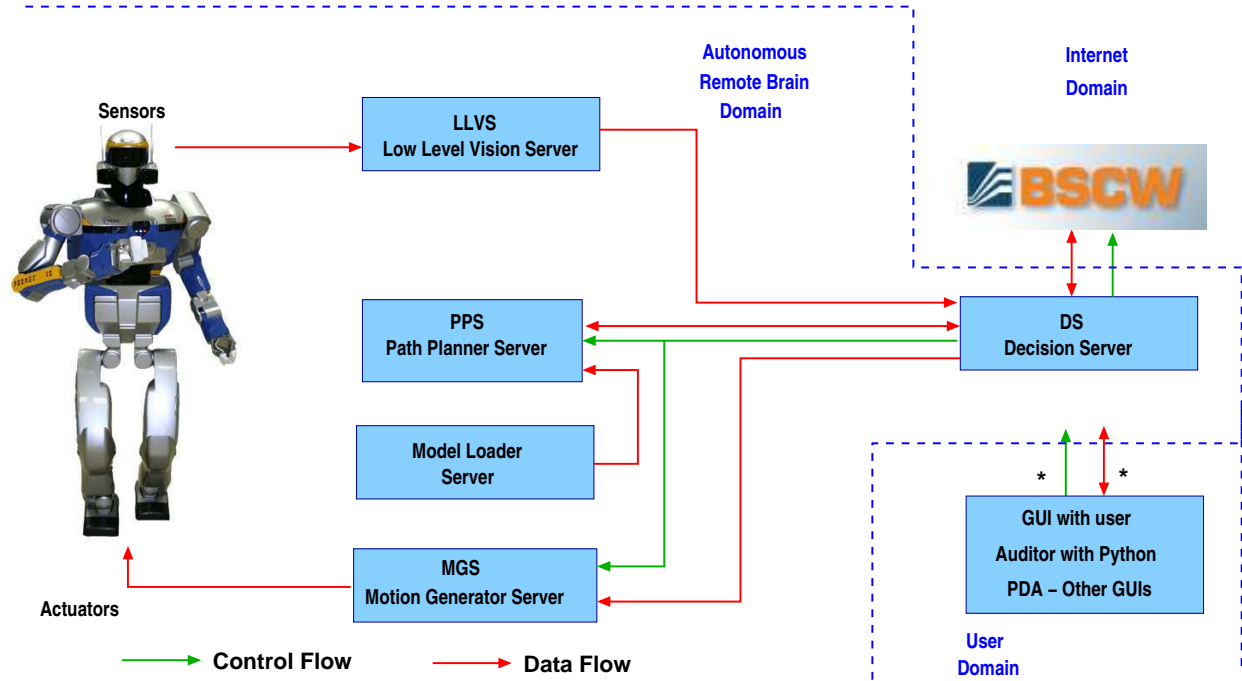 Autonomous
Remote Brain
Domain
Internet
Domain
Sensors
LLVS
Low Level Vision Server
BSCW
PPS
Path Planner Server
DS
Decision Server
Model Loader
Server
*
*
GUI with user
Auditor with Python
PDA – Other GUIs
MGS
Motion Generator Server
Actuators
User
Domain
Control Flow
Data Flow